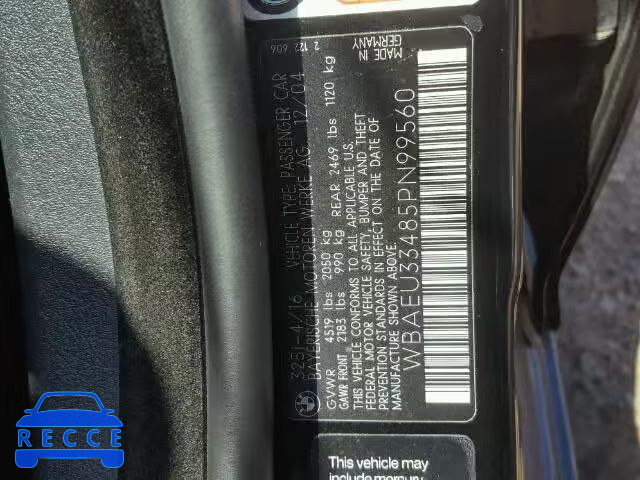 325i-4/16 VEHICLE TYPE: PASSENGER CAR
BAYERISCHE MOTOREN WERKE AG. 12/04
GVWR 4519 lbs 2050 kg
GAWR FRONT 2183 lbs 990 kg REAR 2469 lbs 1120 kg
THIS VEHICLE CONFORMS TO ALL APPLICABLE U.S.
FEDERAL MOTOR VEHICLE SAFETY, BUMPER AND THEFT
PREVENTION STANDARDS IN EFFECT ON THE DATE OF
MANUFACTURE SHOWN ABOVE.
WBAEU33485PN99560
2 122 606
MADE IN
GERMANY
This vehicle may
include mercury
RECCE